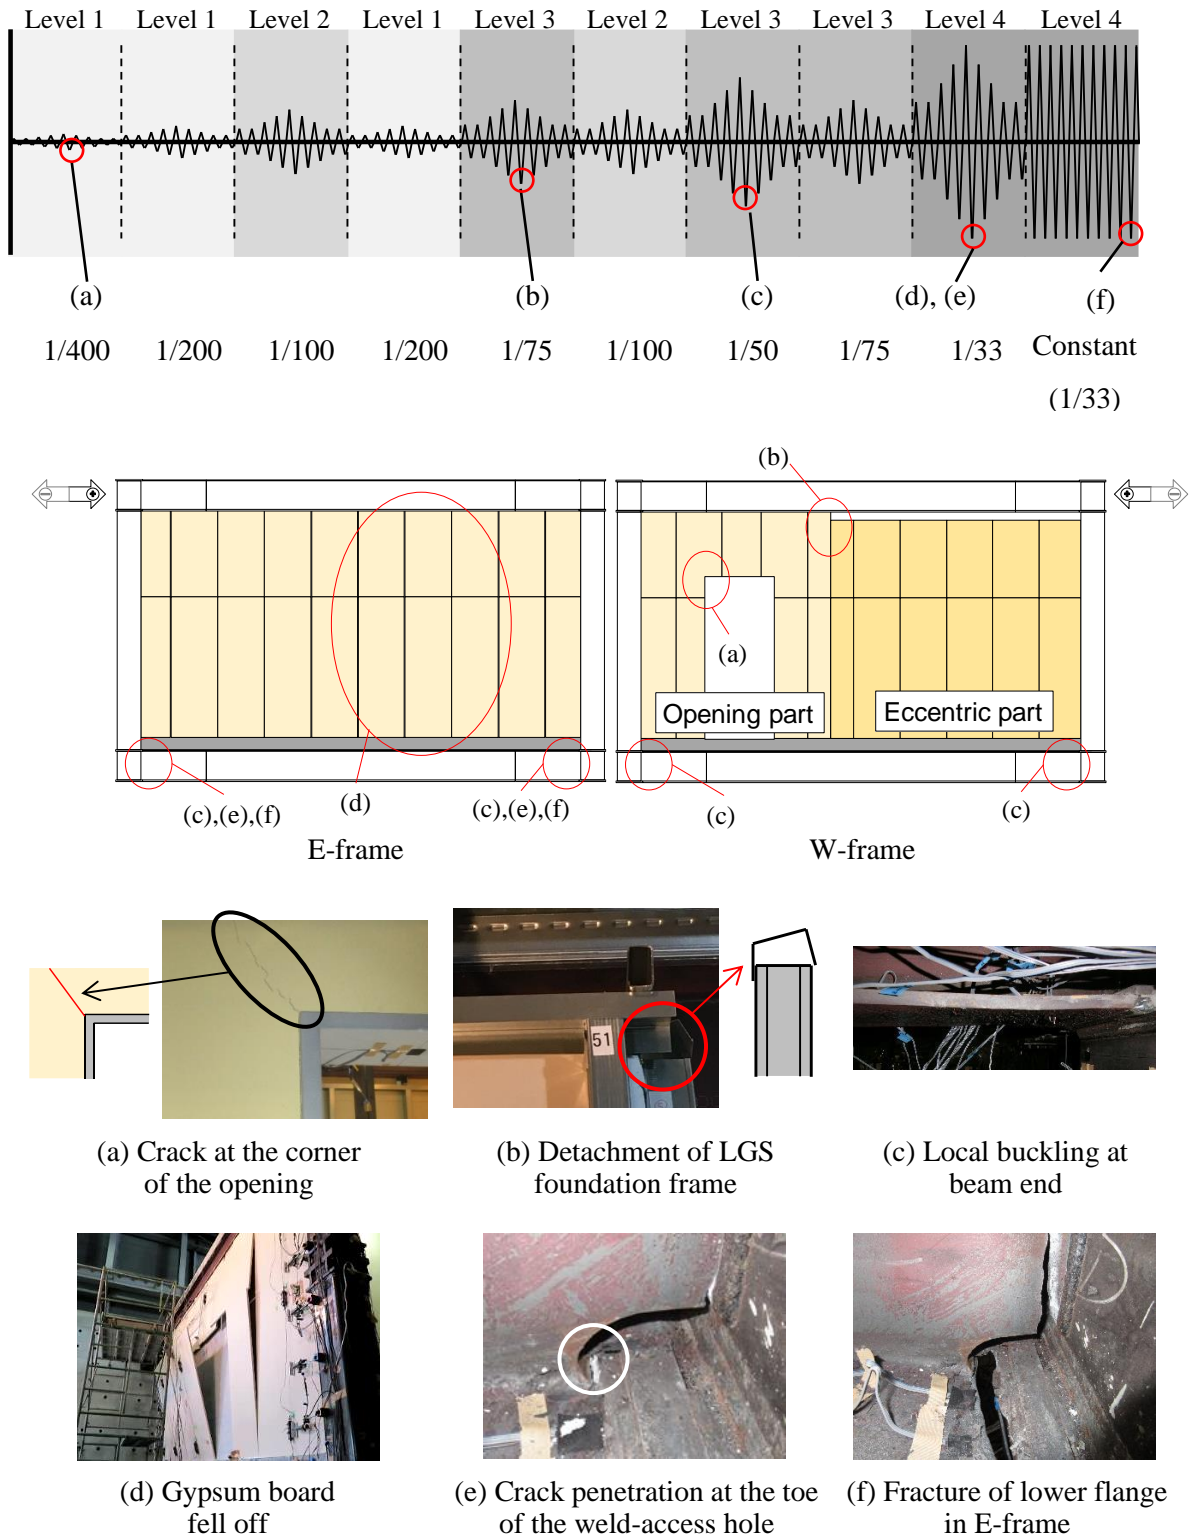 Level 1 Level 1 Level 2 Level 1 Level 3 Level 2 Level 3 Level 3 Level 4 Level 4
(a) (b) (c) (d), (e) (f)
1/400 1/200 1/100 1/200 1/75 1/100 1/50 1/75 1/33 Constant
(1/33)
(b)
(a)
Opening part Eccentric part
(c),(e),(f) (d) (c),(e),(f) (c) (c)
E-frame W-frame
51
(a) Crack at the corner
of the opening
(b) Detachment of LGS
foundation frame
(c) Local buckling at
beam end
(d) Gypsum board
fell off
(e) Crack penetration at the toe
of the weld-access hole
(f) Fracture of lower flange
in E-frame